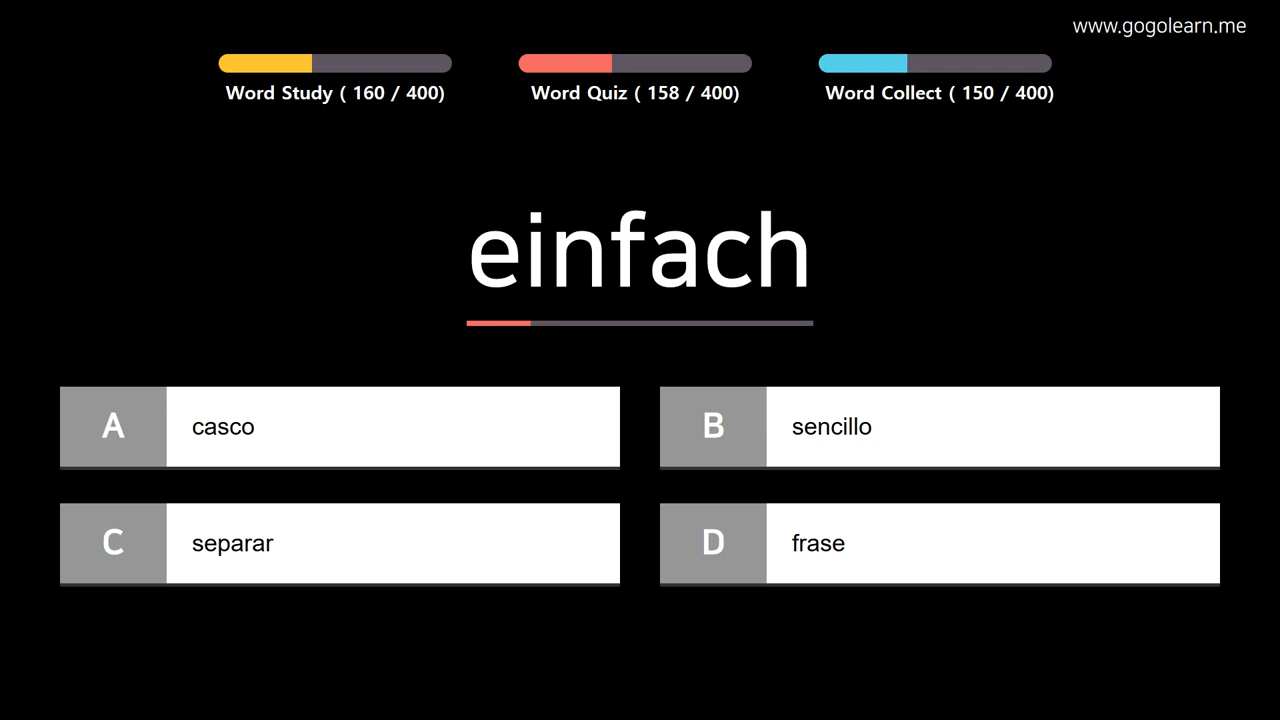 www.gogolearn.me
Word Study ( 160 / 400)
Word Quiz ( 158 / 400)
Word Collect ( 150 / 400)
einfach
A casco
B sencillo
C separar
D frase